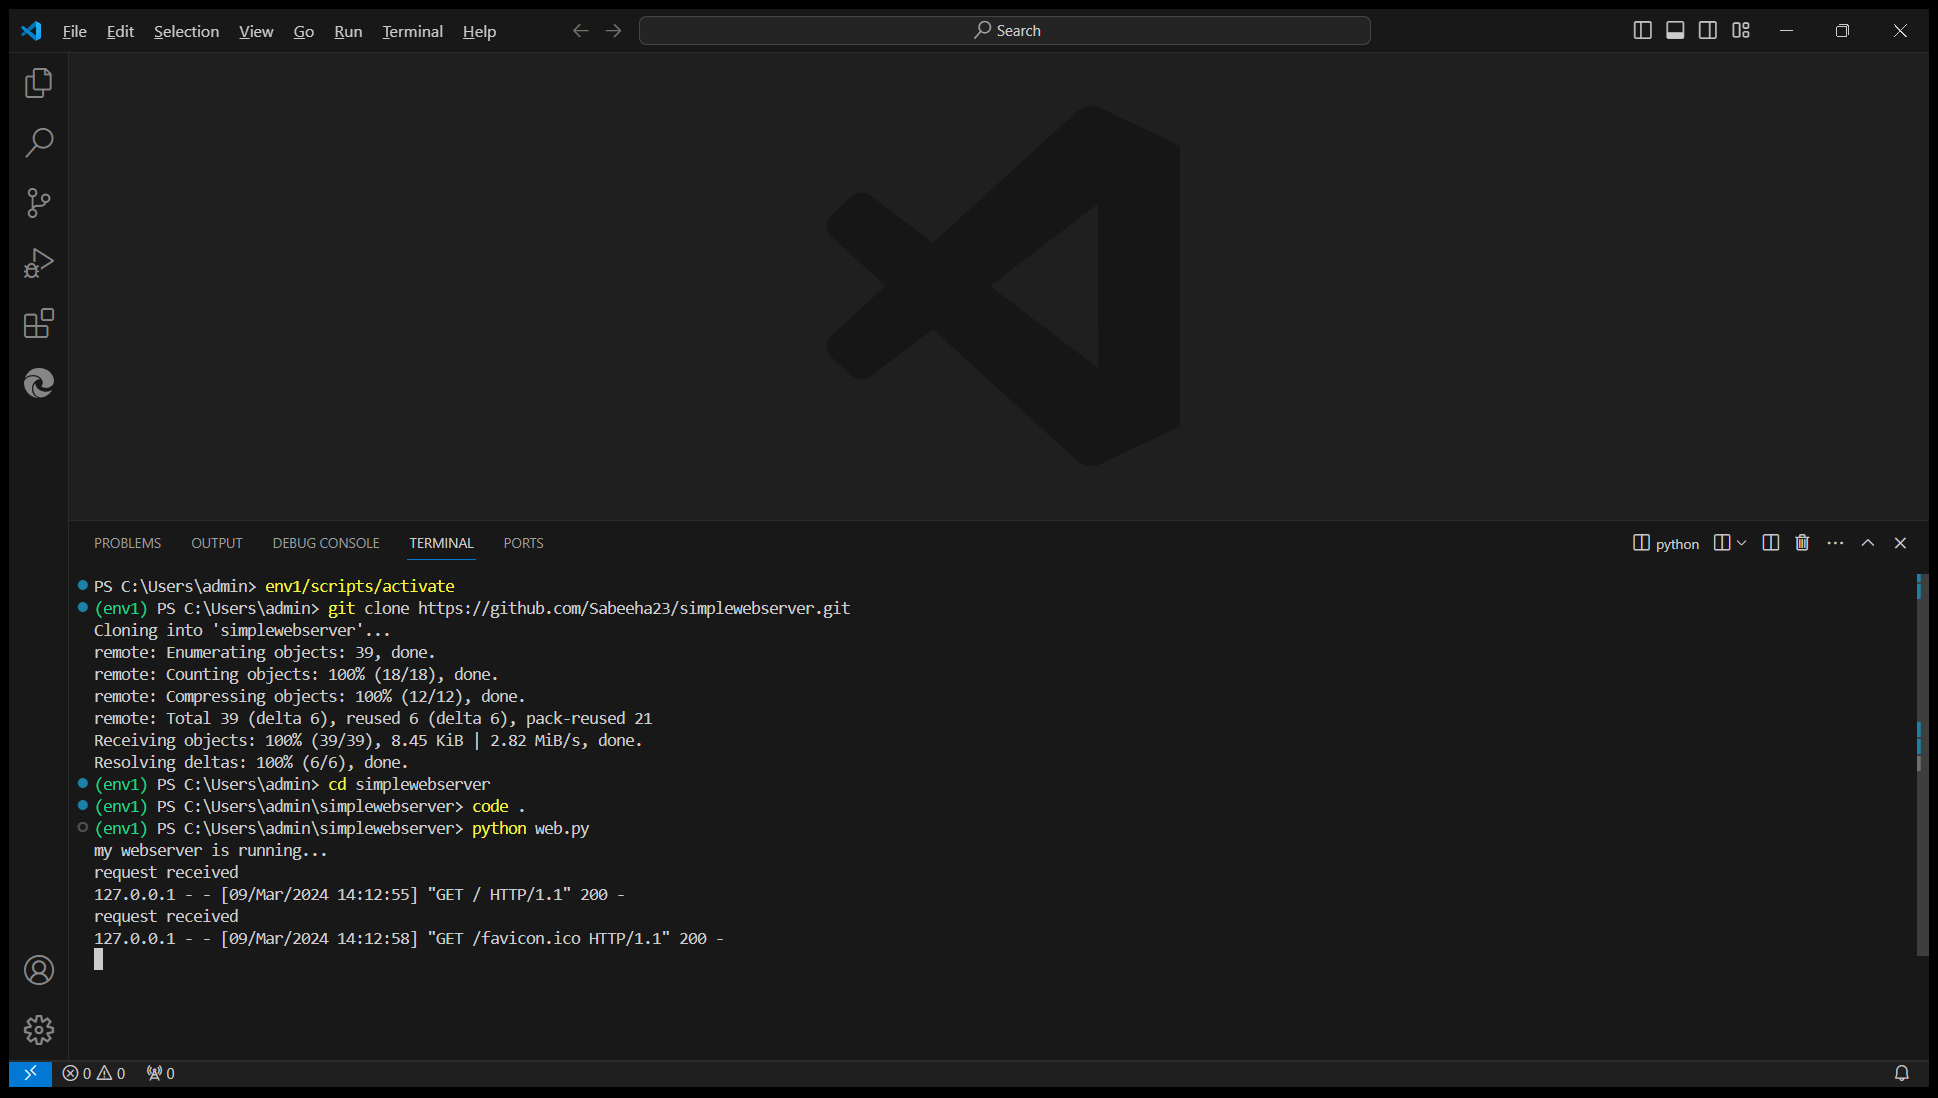 File Edit Selection View Go Run Terminal Help Search
PROBLEMS OUTPUT DEBUG CONSOLE TERMINAL PORTS python
PS C:\Users\admin> env1/scripts/activate
(env1) PS C:\Users\admin> git clone https://github.com/Sabeeha23/simplewebserver.git
Cloning into 'simplewebserver'...
remote: Enumerating objects: 39, done.
remote: Counting objects: 100% (18/18), done.
remote: Compressing objects: 100% (12/12), done.
remote: Total 39 (delta 6), reused 6 (delta 6), pack-reused 21
Receiving objects: 100% (39/39), 8.45 KiB | 2.82 MiB/s, done.
Resolving deltas: 100% (6/6), done.
(env1) PS C:\Users\admin> cd simplewebserver
(env1) PS C:\Users\admin\simplewebserver> code .
(env1) PS C:\Users\admin\simplewebserver> python web.py
my webserver is running...
request received
127.0.0.1 - - [09/Mar/2024 14:12:55] "GET / HTTP/1.1" 200 -
request received
127.0.0.1 - - [09/Mar/2024 14:12:58] "GET /favicon.ico HTTP/1.1" 200 -
0 0 0